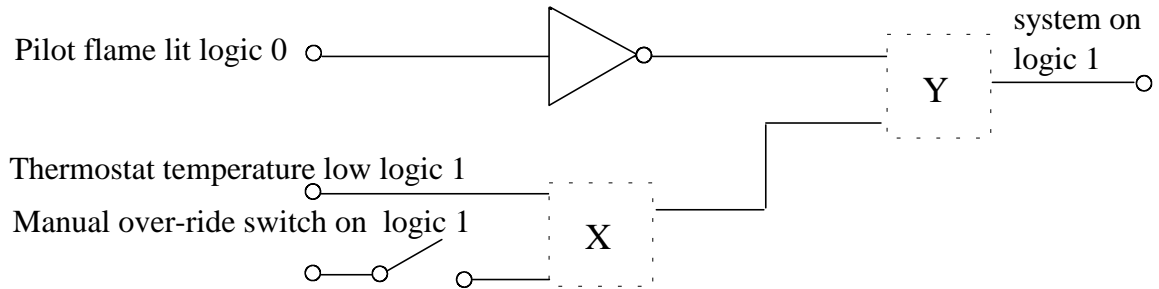 Pilot flame lit logic 0
system on
logic 1
Y
Thermostat temperature low logic 1
Manual over-ride switch on logic 1
X